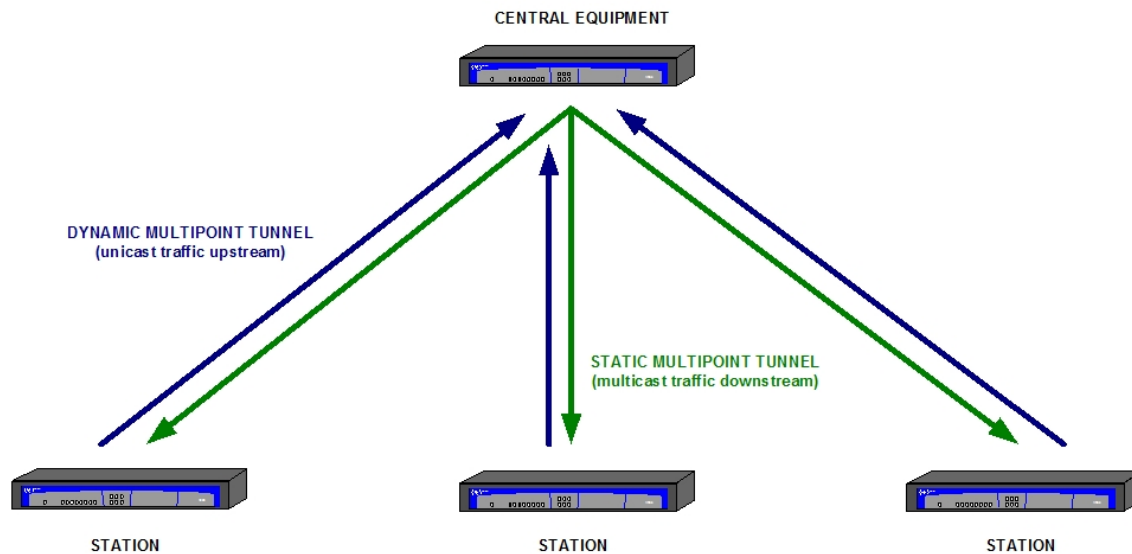 CENTRAL EQUIPMENT
DYNAMIC MULTIPOINT TUNNEL
(unicast traffic upstream)
STATIC MULTIPOINT TUNNEL
(multicast traffic downstream)
STATION
STATION
STATION